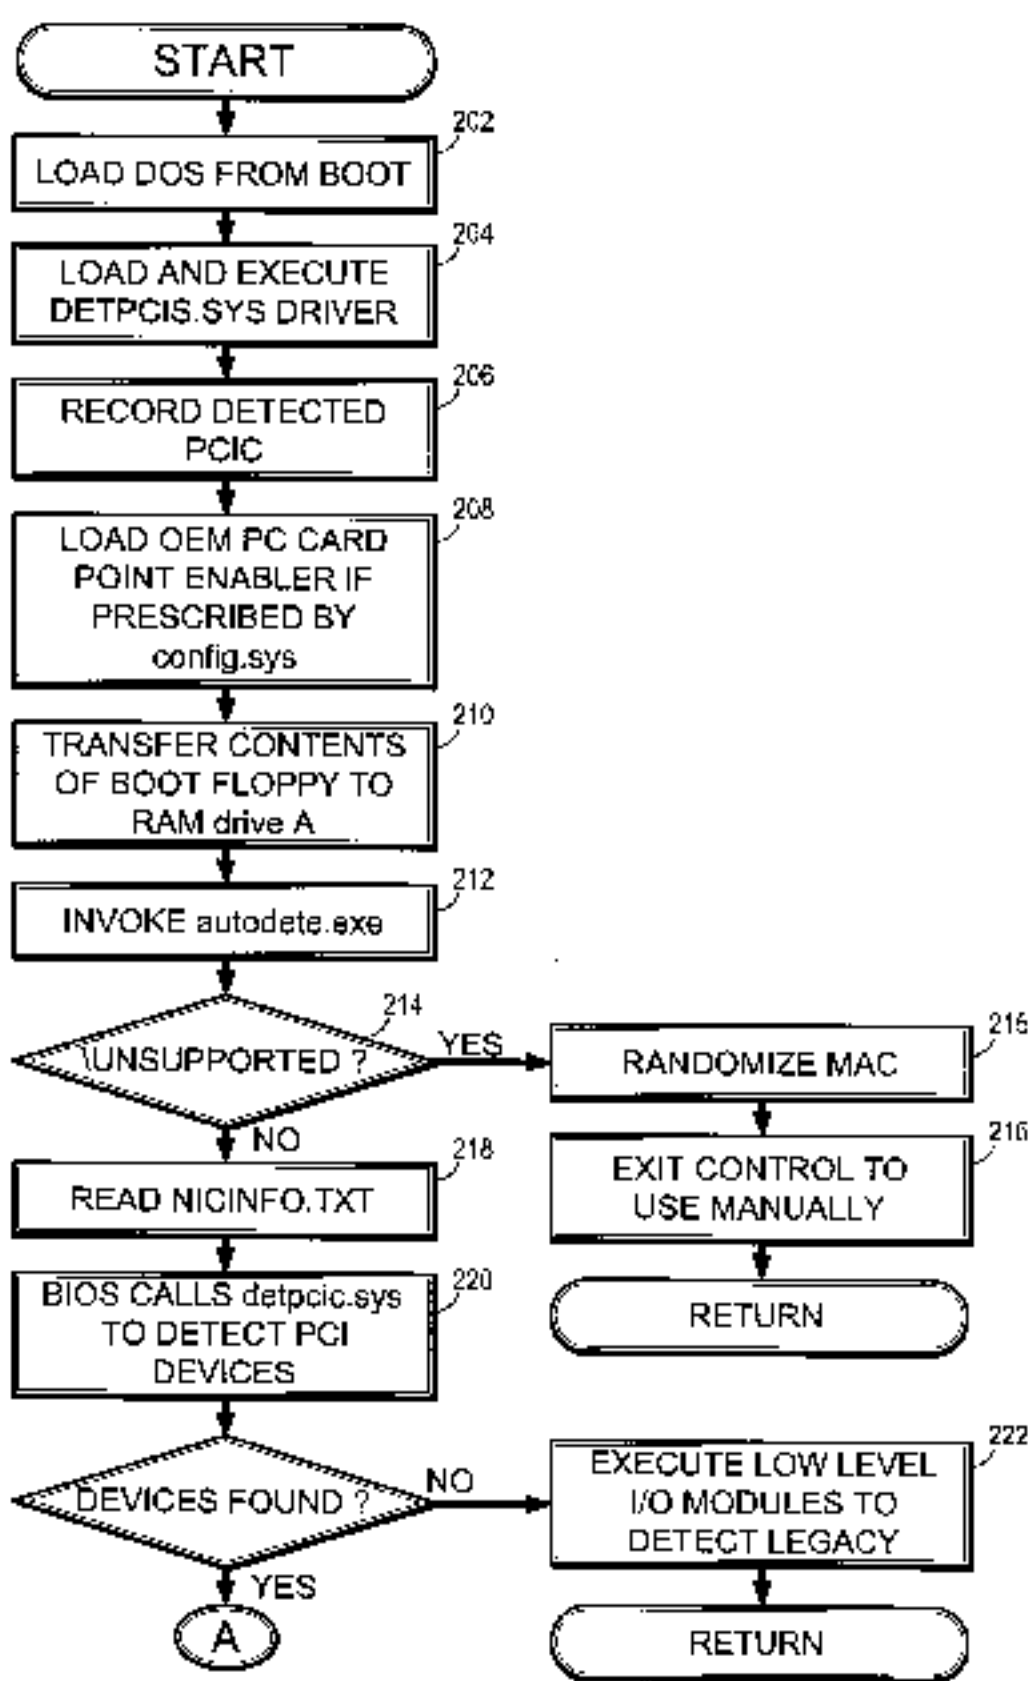 START
202
LOAD DOS FROM BOOT
204
LOAD AND EXECUTE
DETPCIS.SYS DRIVER
206
RECORD DETECTED
PCIC
208
LOAD OEM PC CARD
POINT ENABLER IF
PRESCRIBED BY
config.sys
210
TRANSFER CONTENTS
OF BOOT FLOPPY TO
RAM drive A
212
INVOKE autodete.exe
214
UNSUPPORTED ?
YES
215
RANDOMIZE MAC
NO
216
EXIT CONTROL TO
USE MANUALLY
218
READ NICINFO.TXT
RETURN
220
BIOS CALLS detpcic.sys
TO DETECT PCI
DEVICES
DEVICES FOUND ?
NO
222
EXECUTE LOW LEVEL
I/O MODULES TO
DETECT LEGACY
YES
A
RETURN